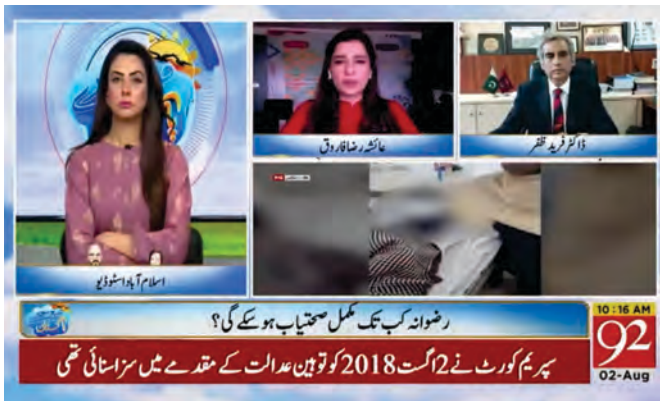 عائشہ رضا فاروق
ڈاکٹر فرید ظفر
اسلام آباد اسٹوڈیو
رضوانہ کب تک مکمل صحتیاب ہو سکے گی؟
10:16 AM
92
سپریم کورٹ نے 2 اگست 2018 کو توہین عدالت کے مقدمے میں سزا سنائی تھی
02-Aug